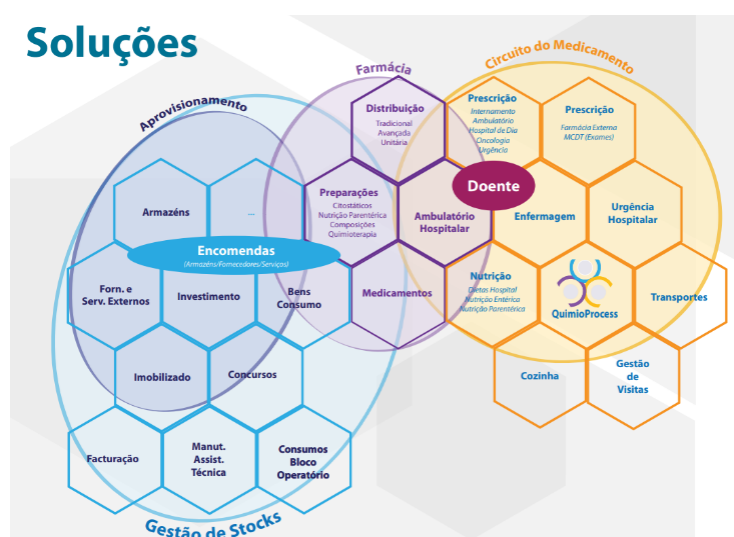 Soluções
Circuito do Medicamento
Farmácia
Aprovisionamento
Distribuição
Tradicional
Avançada
Unitária
Prescrição
Internamento
Ambulatório
Hospital de Dia
Oncologia
Urgência
Prescrição
Farmácia Externa
MCDT (Exames)
Doente
Armazéns
...
Preparações
Citostáticos
Nutrição Parentérica
Composições
Quimioterapia
Ambulatório
Hospitalar
Enfermagem
Urgência
Hospitalar
Encomendas
(Armazéns/Fornecedores/Serviços)
Forn. e
Serv. Externos
Investimento
Bens
Consumo
Medicamentos
Nutrição
Dietas Hospital
Nutrição Entérica
Nutrição Parentérica
QuimioProcess
Transportes
Imobilizado
Concursos
Cozinha
Gestão
de
Visitas
Facturação
Manut.
Assist.
Técnica
Consumos
Bloco
Operatório
Gestão de Stocks